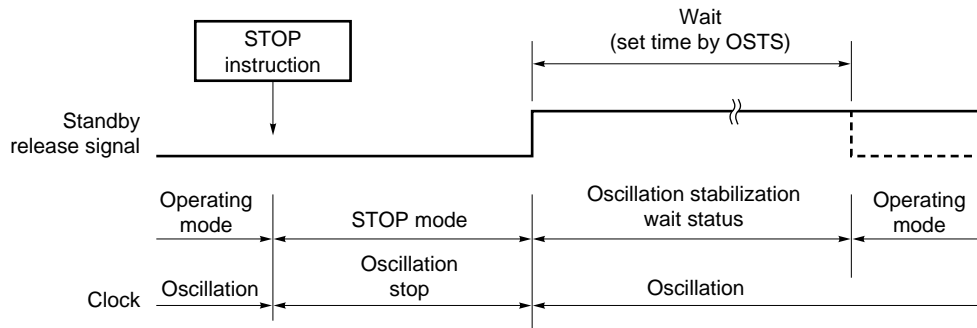 Wait
(set time by OSTS)
STOP
instruction
Standby
release signal
Operating
mode
STOP mode
Oscillation stabilization
wait status
Operating
mode
Clock
Oscillation
Oscillation
stop
Oscillation